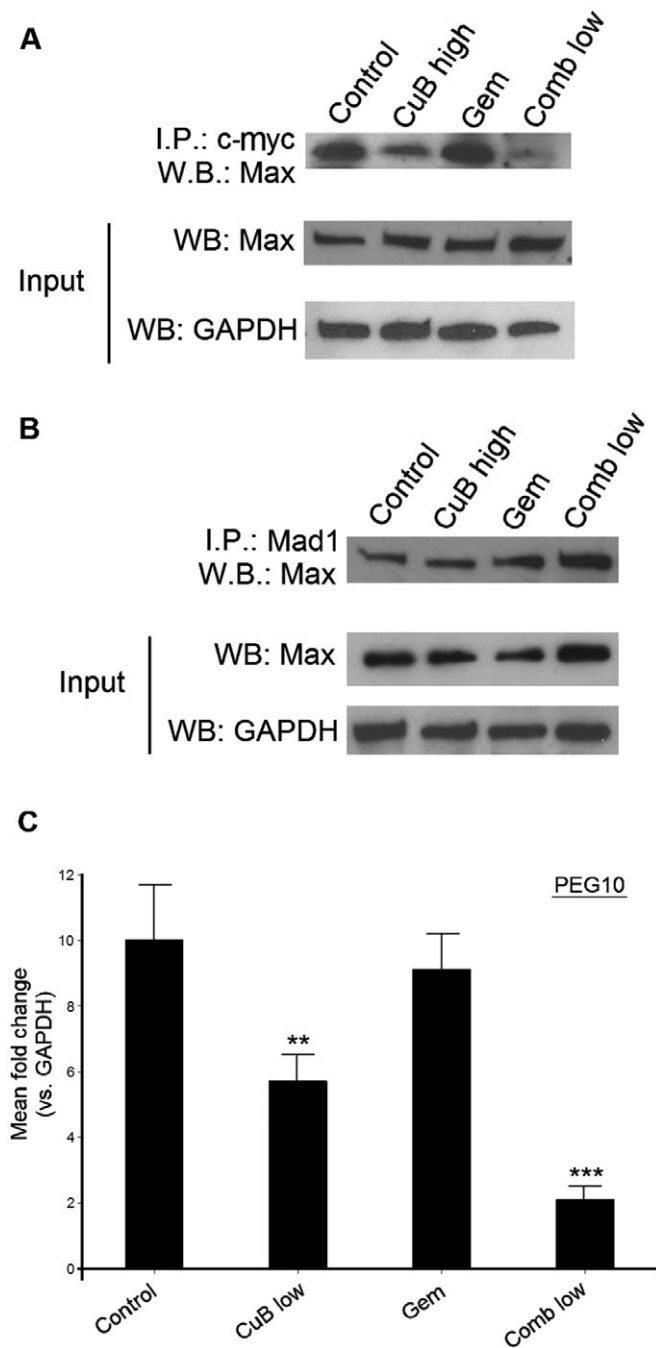 A
Control
CuB high
Gem
Comb low
I.P.: c-myc
W.B.: Max
WB: Max
Input
WB: GAPDH
B
Control
CuB high
Gem
Comb low
I.P.: Mad1
W.B.: Max
WB: Max
Input
WB: GAPDH
C
PEG10
Mean fold change
(vs. GAPDH)
12
10
8
6
4
2
0
**
***
Control
CuB low
Gem
Comb low